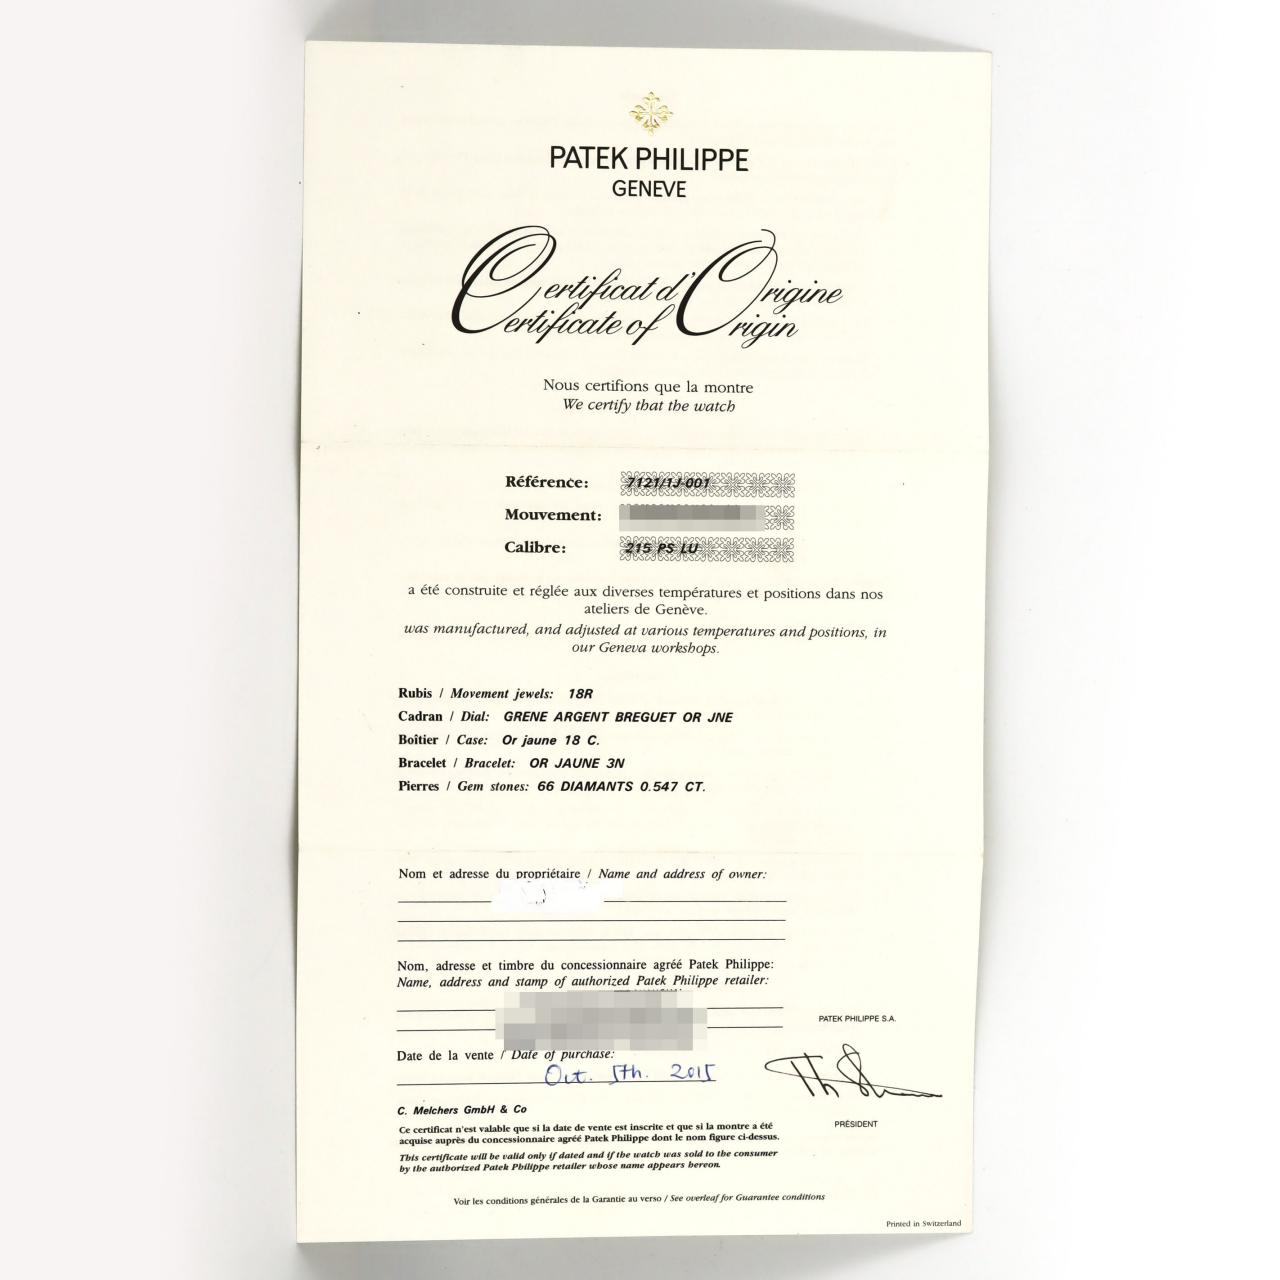 PATEK PHILIPPE
GENEVE
Certificat d'Origine
Certificate of Origin
Nous certifions que la montre
We certify that the watch
Référence: 7121/1J-001
Mouvement:
Calibre: 215 PS LU
a été construite et réglée aux diverses températures et positions dans nos
ateliers de Genève.
was manufactured, and adjusted at various temperatures and positions, in
our Geneva workshops.
Rubis / Movement jewels: 18R
Cadran / Dial: GRENE ARGENT BREGUET OR JNE
Boîtier / Case: Or jaune 18 C.
Bracelet / Bracelet: OR JAUNE 3N
Pierres / Gem stones: 66 DIAMANTS 0.547 CT.
Nom et adresse du propriétaire / Name and address of owner:
Nom, adresse et timbre du concessionnaire agréé Patek Philippe:
Name, address and stamp of authorized Patek Philippe retailer:
PATEK PHILIPPE S.A.
Date de la vente / Date of purchase:
Oct. 5th. 2015
PRÉSIDENT
C. Melchers GmbH & Co
Ce certificat n'est valable que si la date de vente est inscrite et que si la montre a été
acquise auprès du concessionnaire agréé Patek Philippe dont le nom figure ci-dessus.
This certificate will be valid only if dated and if the watch was sold to the consumer
by the authorized Patek Philippe retailer whose name appears hereon.
Voir les conditions générales de la Garantie au verso / See overleaf for Guarantee conditions
Printed in Switzerland